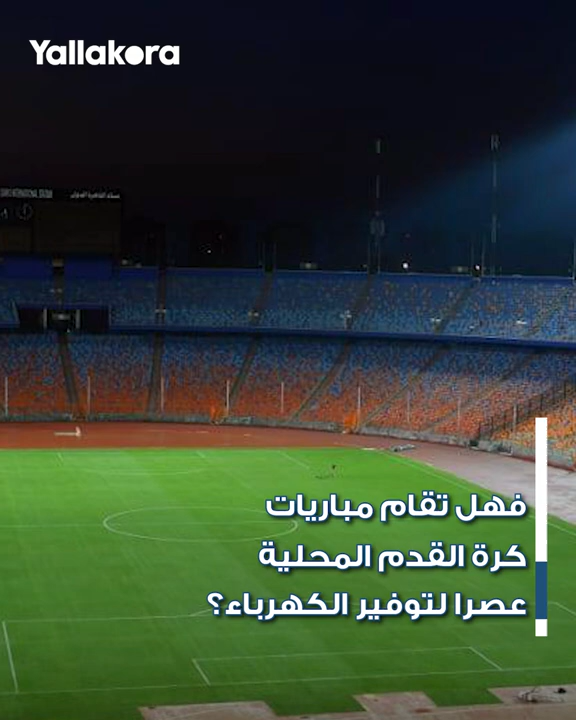 Yallakora
فهل تقام مباريات
كرة القدم المحلية
عصرا لتوفير الكهرباء؟